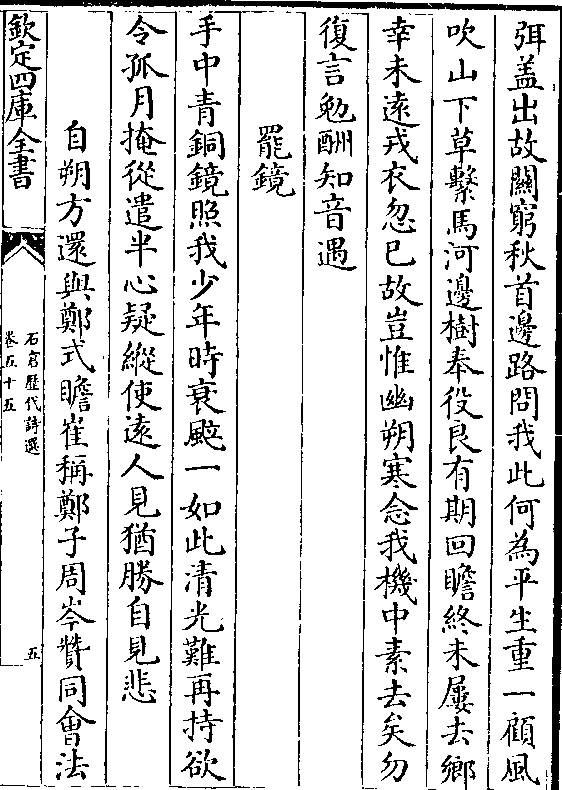 弭盖出故關窮秋首邊路問我此何為平生重一顧風
吹山下草繫馬河邊樹奉役良有期回瞻終未屢去鄉
幸未遠戎衣忽已故豈惟幽朔寒念我機中素去矣勿
復言勉酬知音遇
罷鏡
手中青銅鏡照我少年時衰颰一如此清光難再持欲
令孤月掩從遣半心疑縱使遠人見猶勝自見悲
自朔方還與鄭式瞻崔稱鄭子周岑贊同會法
欽定四庫全書
石倉歷代詩選
卷五十五
五